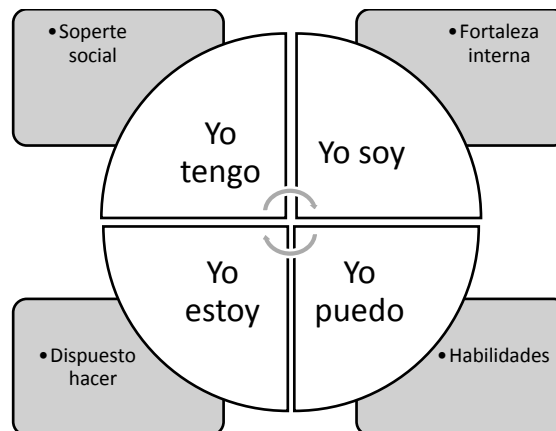 •Soperte
social
•Fortaleza
interna
Yo
tengo
Yo soy
Yo
estoy
Yo
puedo
•Dispuesto
hacer
•Habilidades